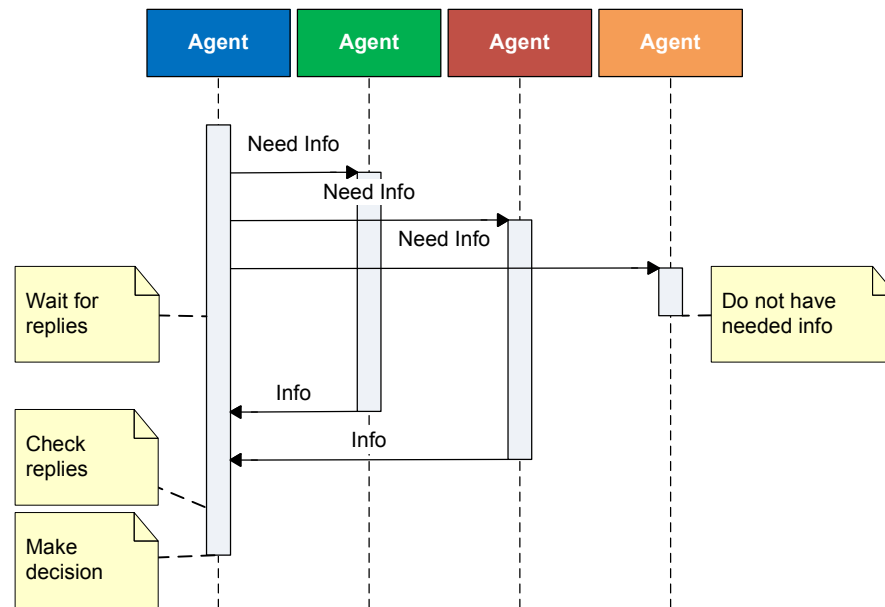 Agent
Agent
Agent
Agent
Need Info
Need Info
Need Info
Wait for
replies
Do not have
needed info
Info
Info
Check
replies
Make
decision